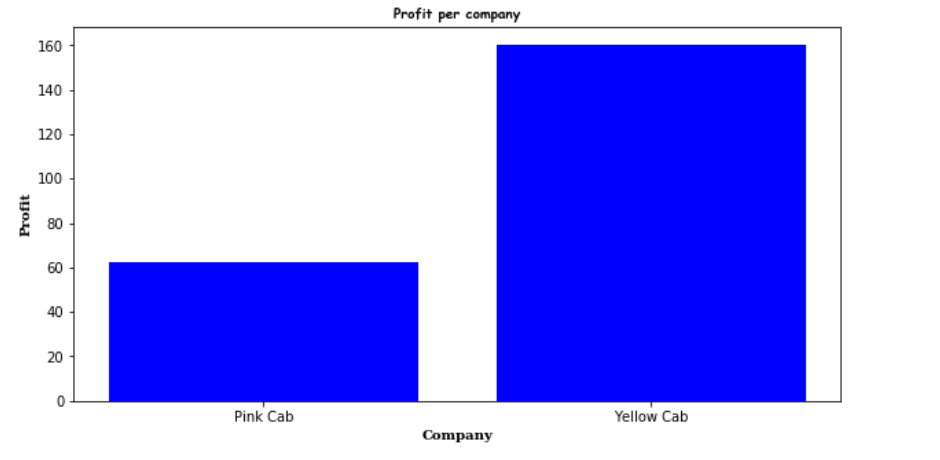 Profit per company
160
140
120
100
80
60
40
20
0
Profit
Pink Cab
Yellow Cab
Company